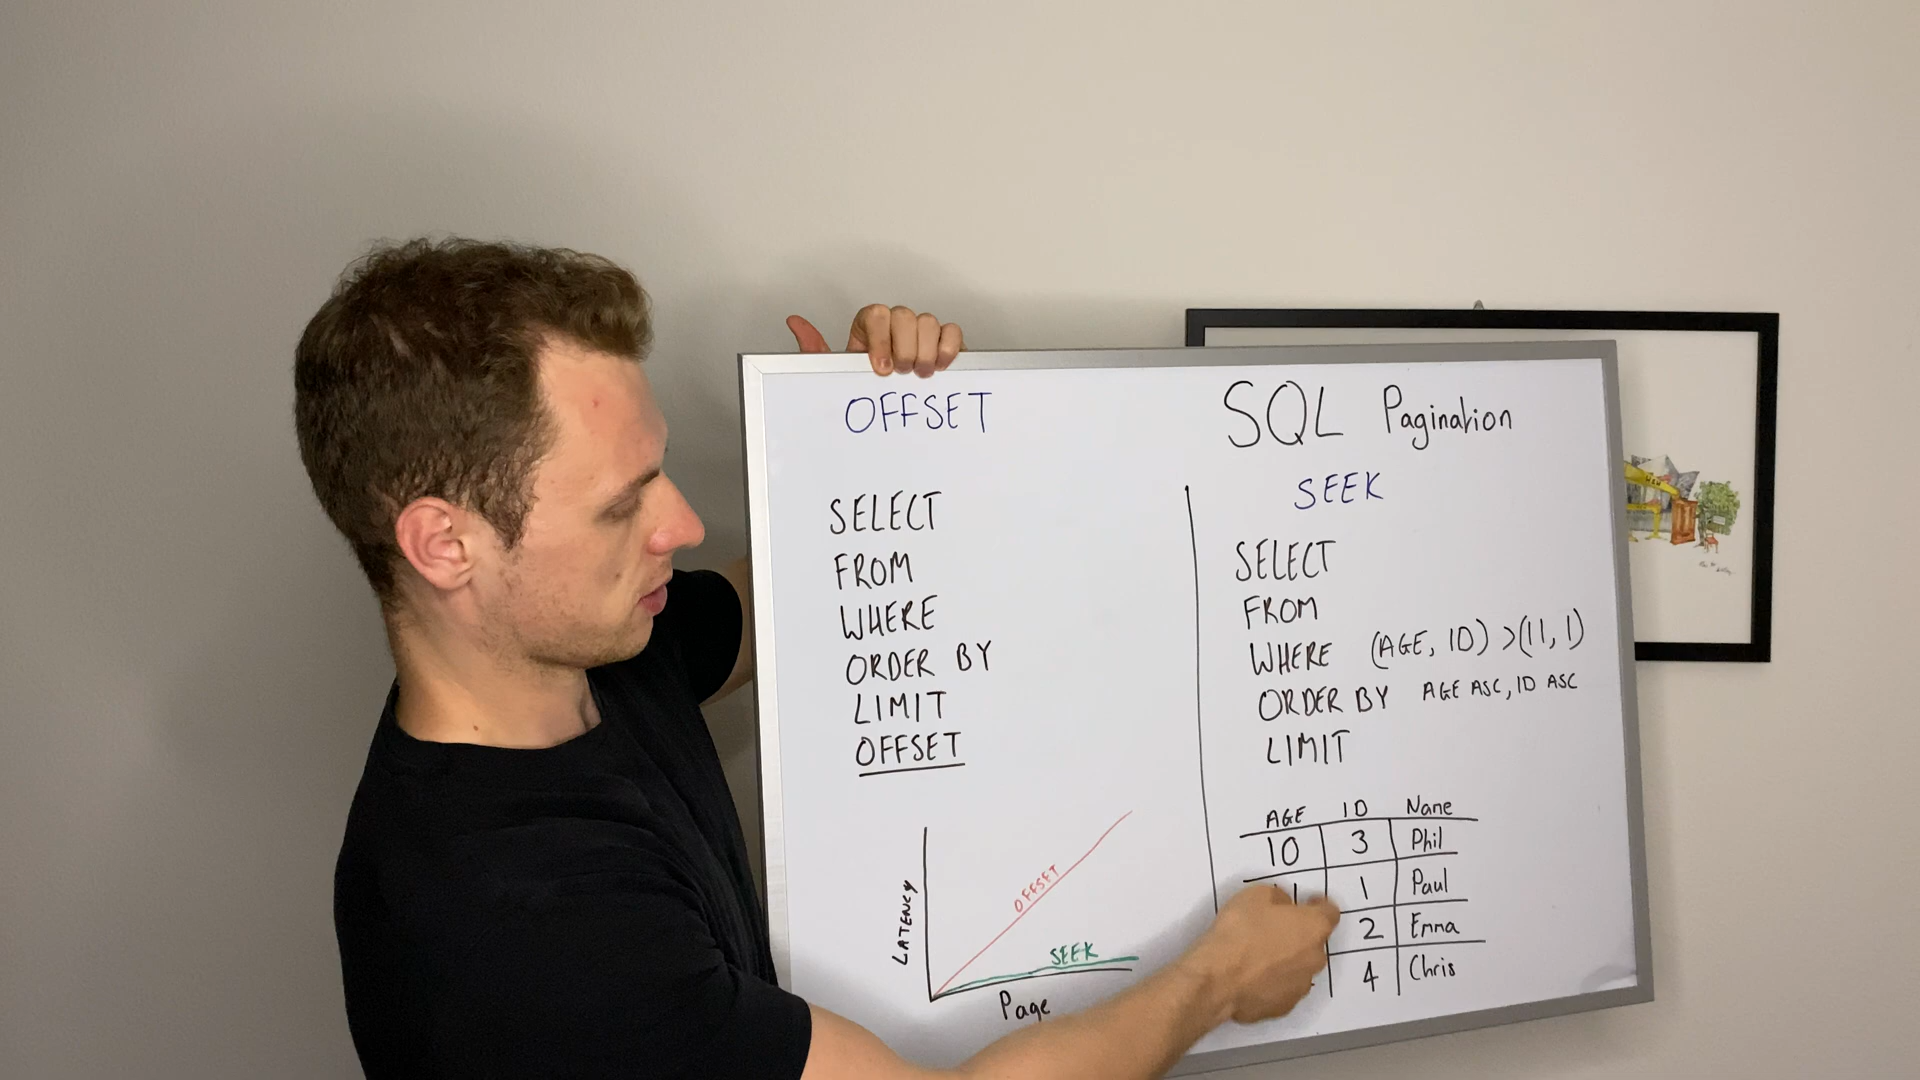 OFFSET
SELECT
FROM
WHERE
ORDER BY
LIMIT
OFFSET
LATENCY
OFFSET
SEEK
Page
SQL Pagination
SEEK
SELECT
FROM
WHERE (AGE, ID) >(11, 1)
ORDER BY AGE ASC, ID ASC
LIMIT
AGE ID Name
10 3 Phil
1 Paul
2 Emma
4 Chris